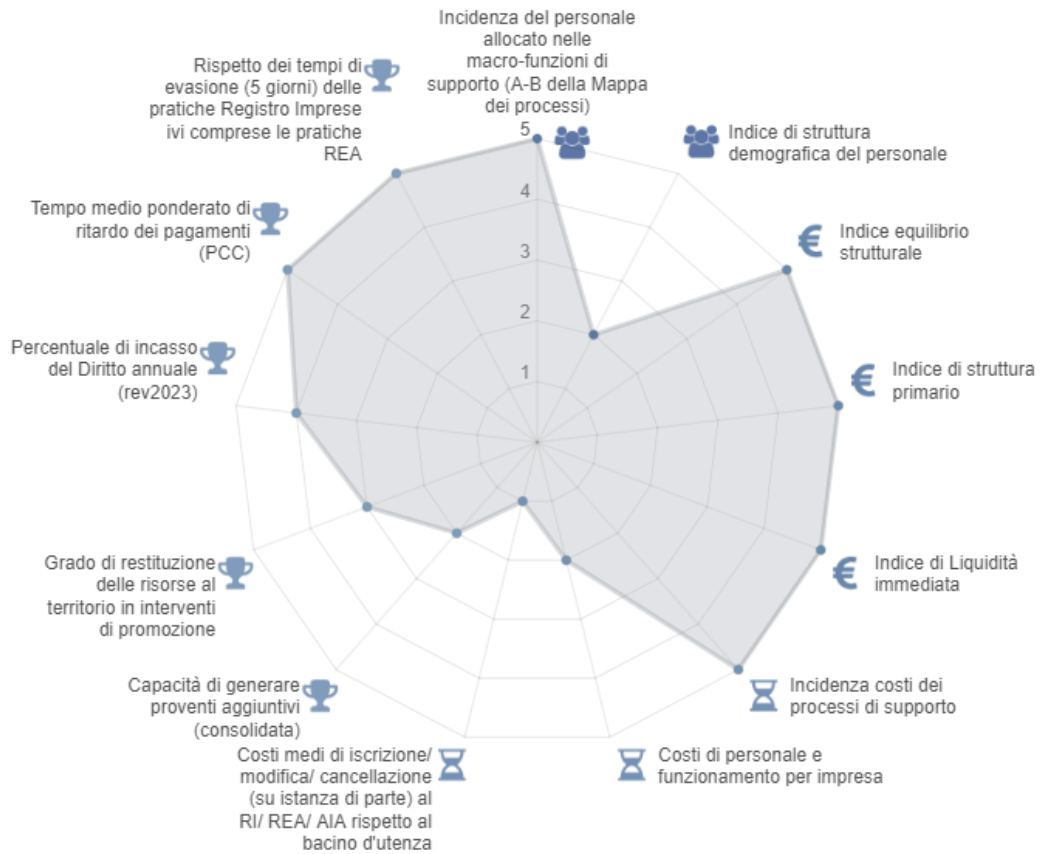 Incidenza del personale
allocato nelle
macro-funzioni di
supporto (A-B della Mappa
dei processi)
Indice di struttura
demografica del personale
Indice equilibrio
strutturale
Indice di struttura
primario
Indice di Liquidità
immediata
Incidenza costi dei
processi di supporto
Costi di personale e
funzionamento per impresa
Costi medi di iscrizione/
modifica/ cancellazione
(su istanza di parte) al
RI/ REA/ AIA rispetto al
bacino d'utenza
Capacità di generare
proventi aggiuntivi
(consolidata)
Grado di restituzione
delle risorse al
territorio in interventi
di promozione
Percentuale di incasso
del Diritto annuale
(rev2023)
Tempo medio ponderato di
ritardo dei pagamenti
(PCC)
Rispetto dei tempi di
evasione (5 giorni) delle
pratiche Registro Imprese
ivi comprese le pratiche
REA
5
4
3
2
1